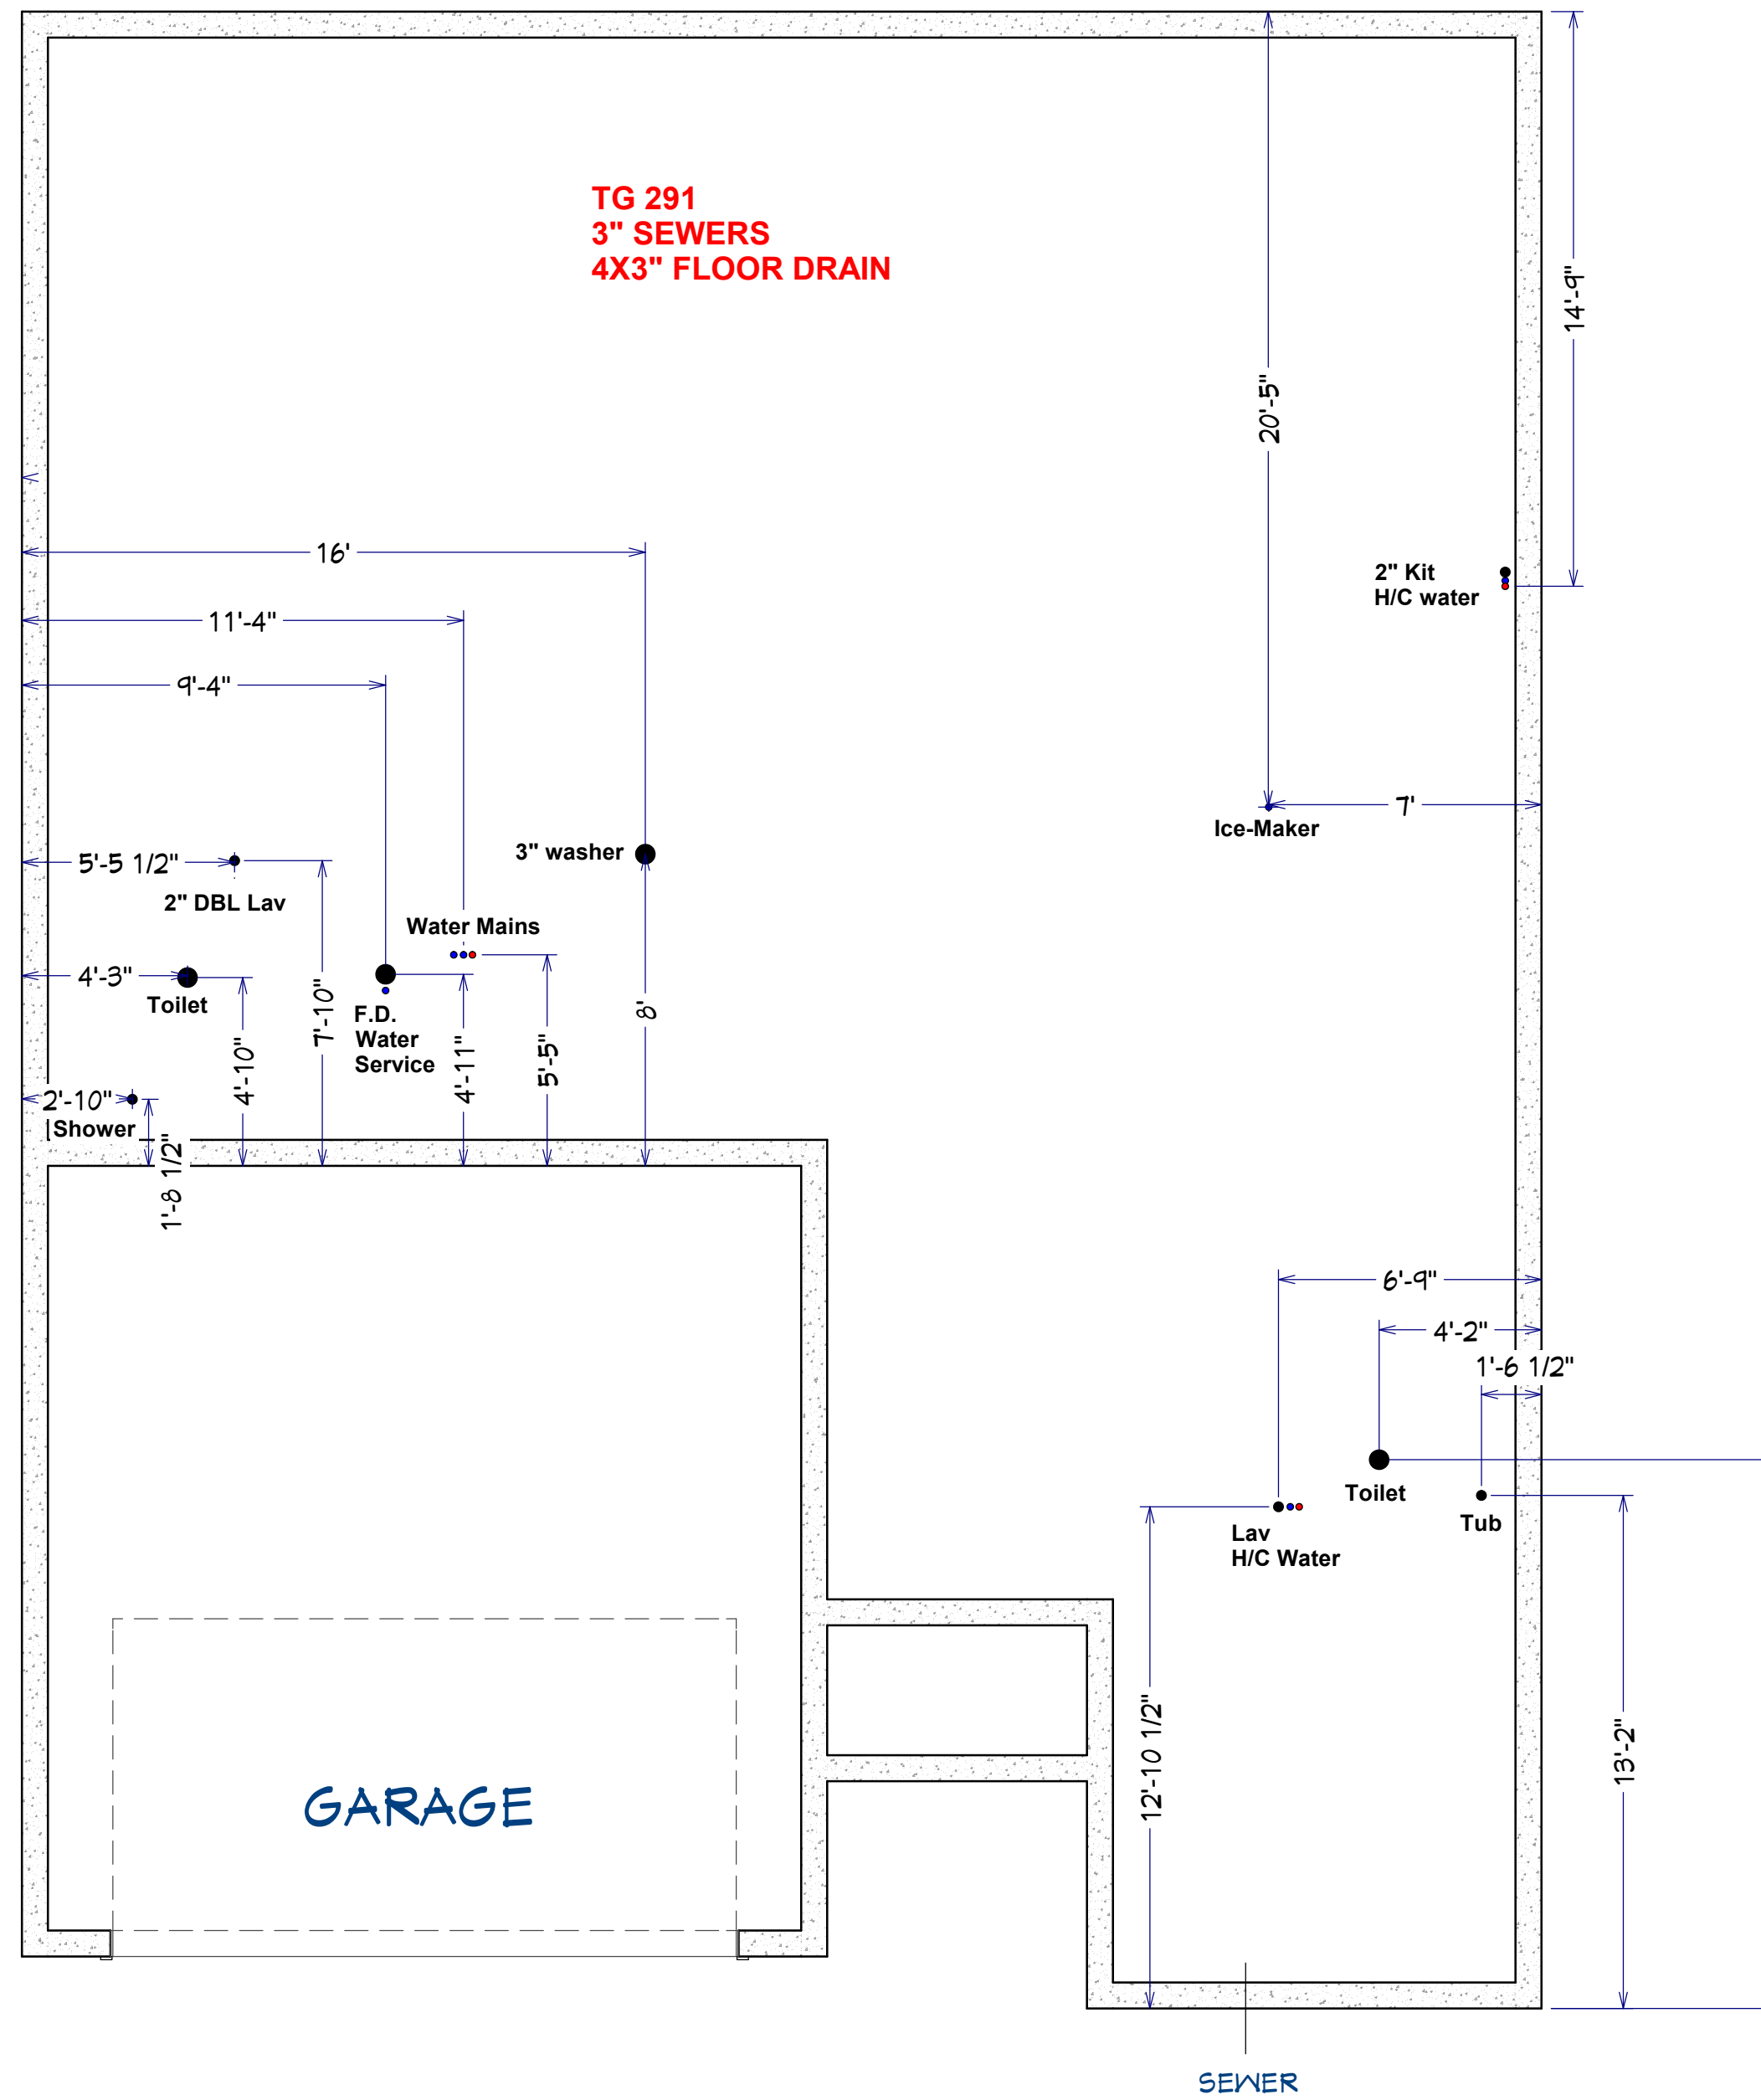 TG 291
3" SEWERS
4X3" FLOOR DRAIN
14'-9"
20'-5"
16'
2" Kit
H/C water
11'-4"
9'-4"
7'
Ice-Maker
3" washer
5'-5 1/2"
2" DBL Lav
Water Mains
4'-3"
Toilet
F.D.
Water
Service
7'-10"
8'
4'-10"
4'-11"
5'-5"
2'-10"
Shower
1'-8 1/2"
6'-9"
4'-2"
1'-6 1/2"
Toilet
Tub
Lav
H/C Water
12'-10 1/2"
13'-2"
GARAGE
SEWER